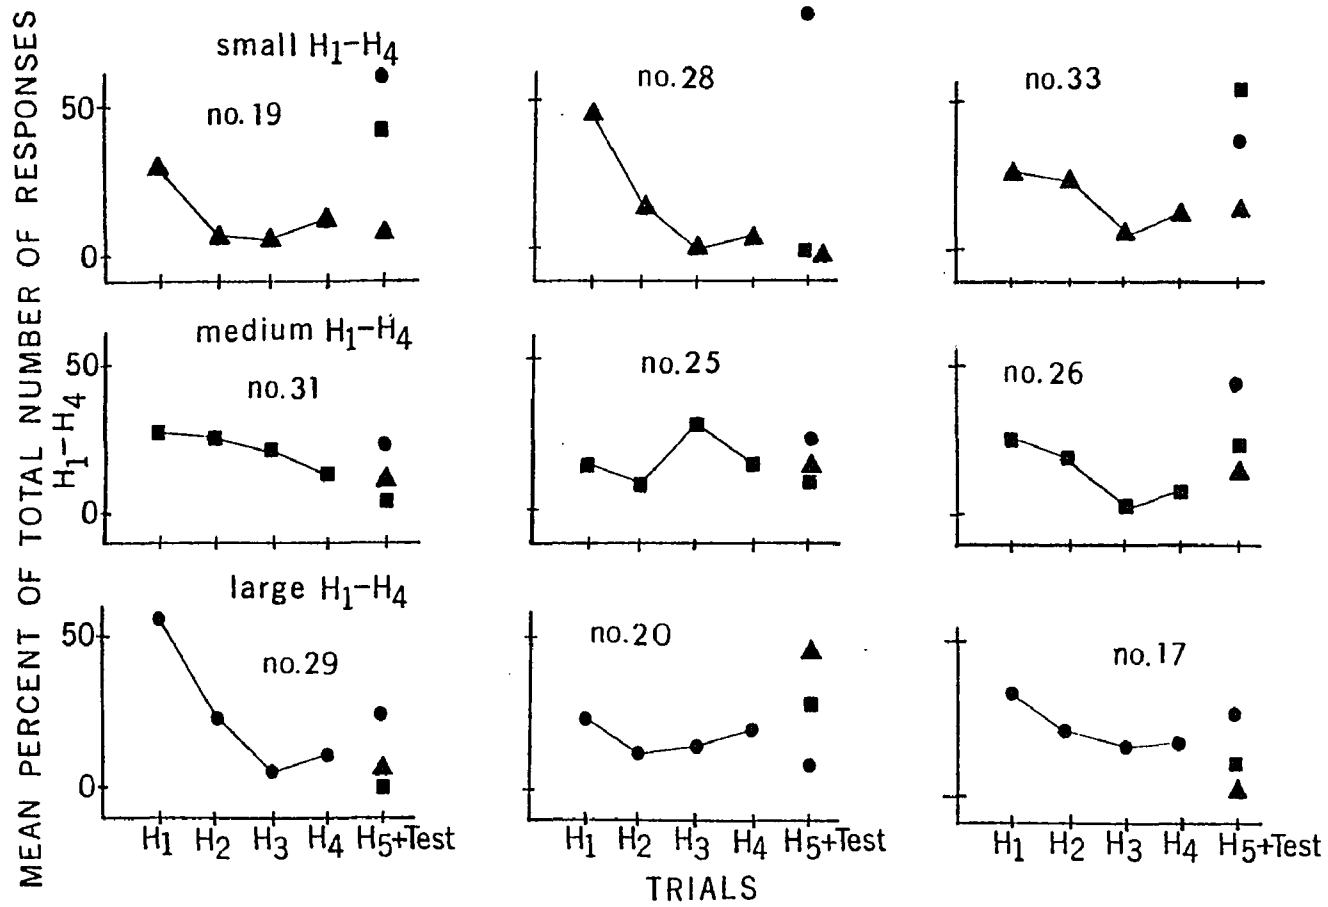 MEAN PERCENT OF TOTAL NUMBER OF RESPONSES
H1-H4
small H1-H4
no.19
50
0
no.28
no.33
medium H1-H4
no.31
50
0
no.25
no.26
large H1-H4
no.29
50
0
no.20
no.17
H1 H2 H3 H4 H5+Test
H1 H2 H3 H4 H5+Test
H1 H2 H3 H4 H5+Test
TRIALS